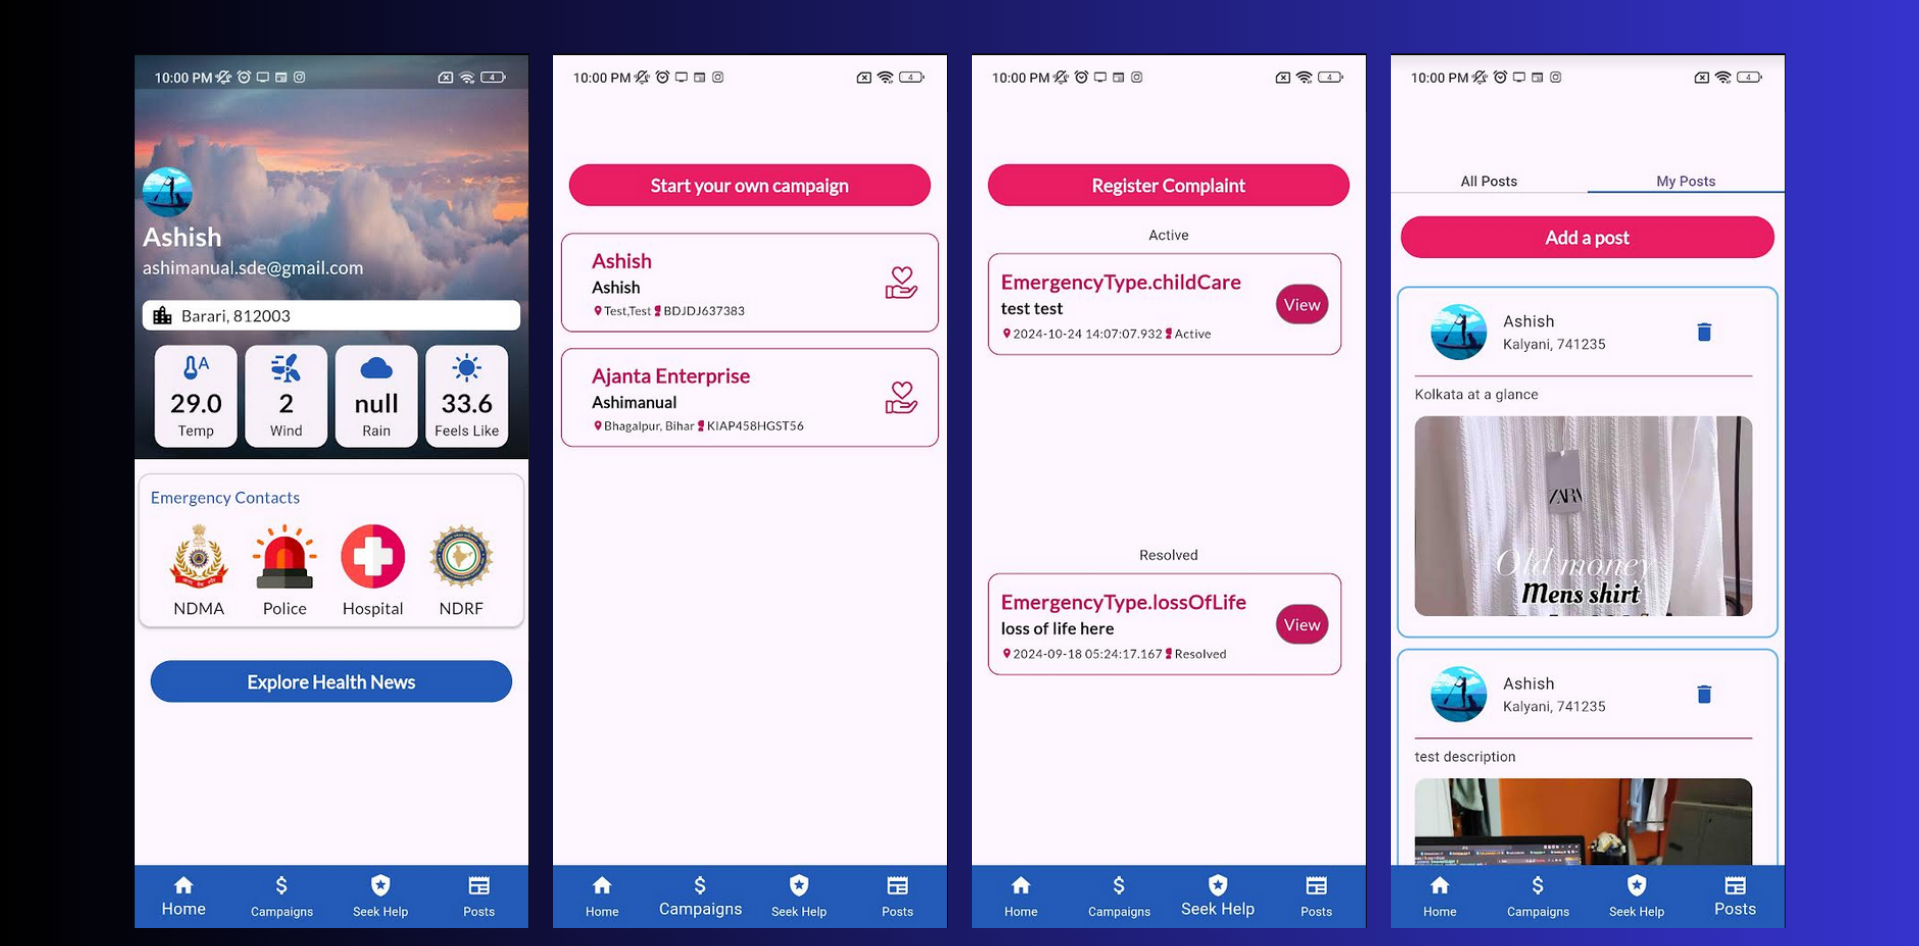 10:00 PM
4
Ashish
ashimanual.sde@gmail.com
Barari, 812003
A
29.0
Temp
2
Wind
null
Rain
33.6
Feels Like
Emergency Contacts
NDMA
Police
Hospital
NDRF
Explore Health News
Home
Campaigns
Seek Help
Posts
10:00 PM
4
Start your own campaign
Ashish
Ashish
Test,Test BDJDJ637383
Ajanta Enterprise
Ashimanual
Bhagalpur, Bihar KIAP458HGST56
Home
Campaigns
Seek Help
Posts
10:00 PM
4
Register Complaint
Active
EmergencyType.childCare
test test
2024-10-24 14:07:07.932 Active
View
Resolved
EmergencyType.lossOfLife
loss of life here
2024-09-18 05:24:17.167 Resolved
View
Home
Campaigns
Seek Help
Posts
10:00 PM
4
All Posts
My Posts
Add a post
Ashish
Kalyani, 741235
Kolkata at a glance
ZARA
Old money
Mens shirt
Ashish
Kalyani, 741235
test description
Home
Campaigns
Seek Help
Posts